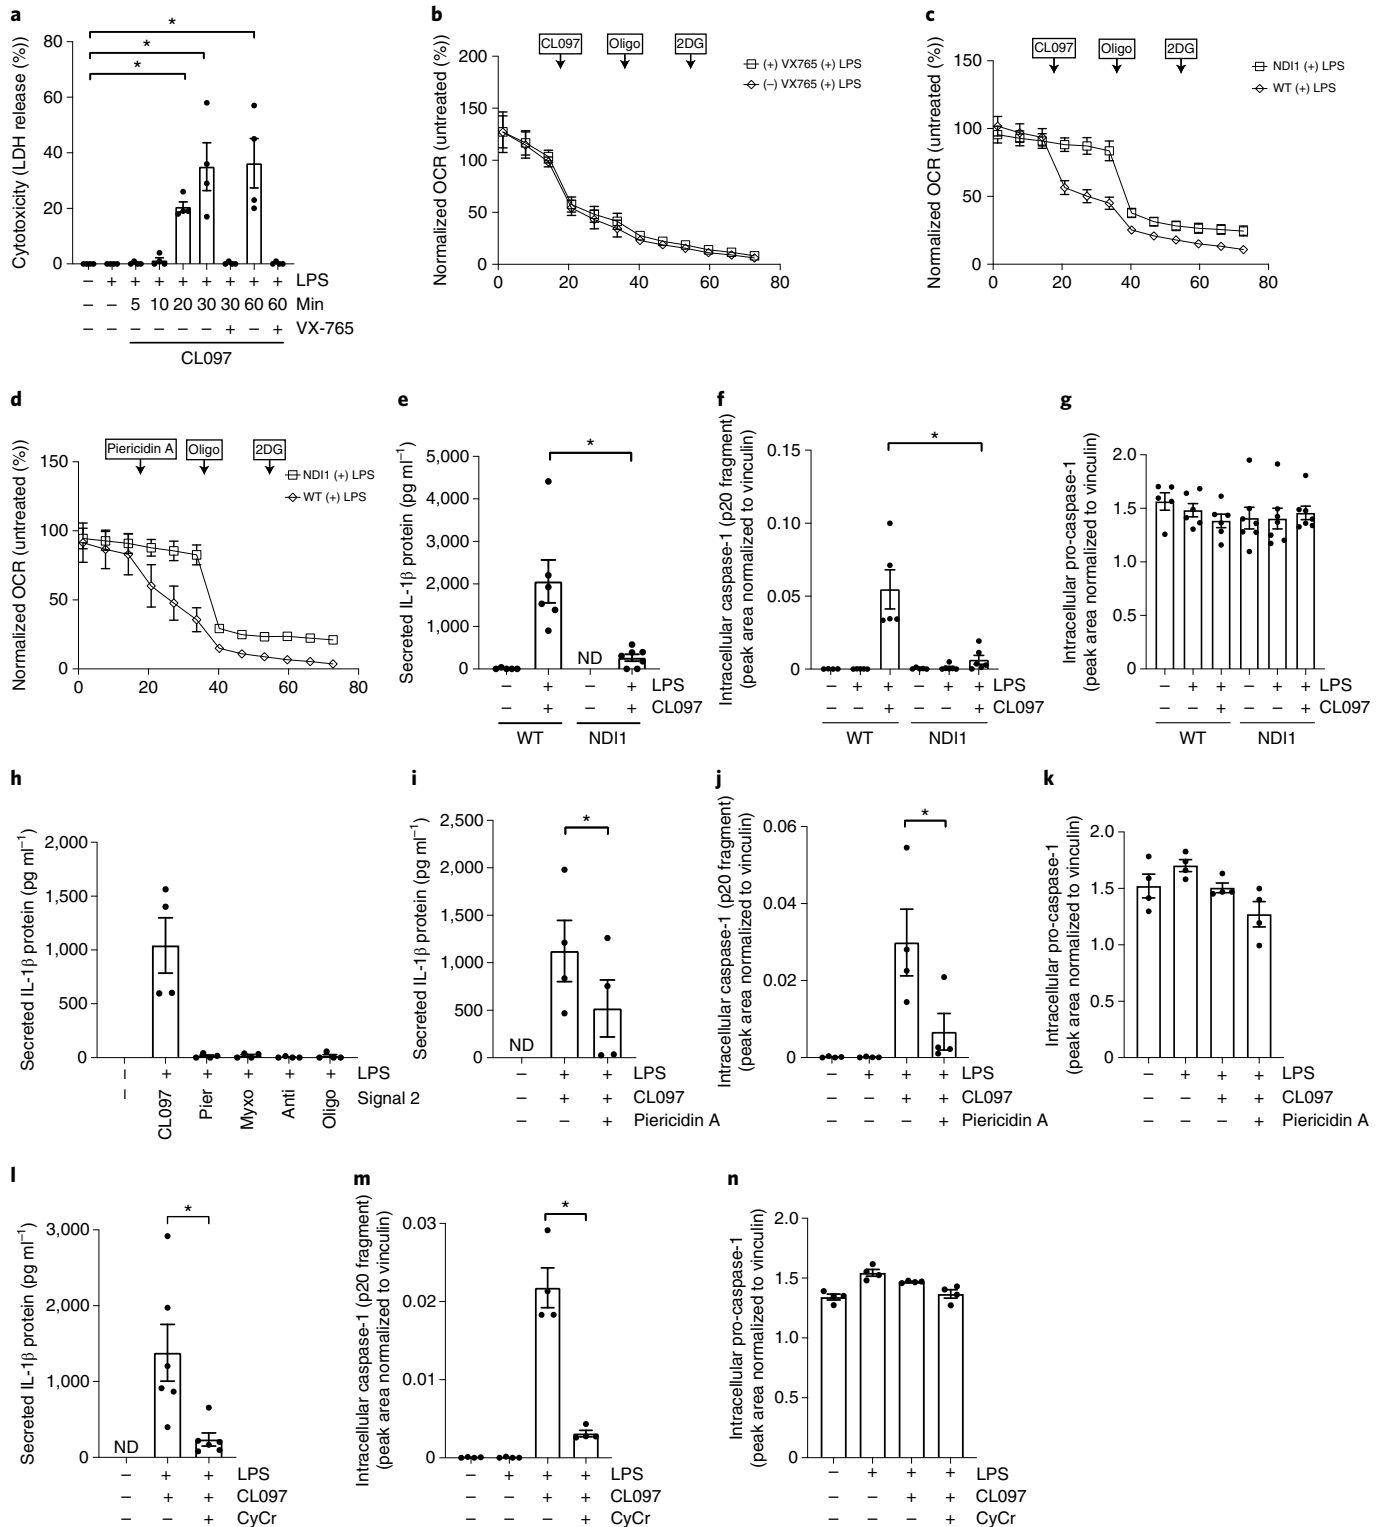 a
Cytotoxicity (LDH release (%))
80
60
40
20
0
*
*
*
– + + + + + + + + LPS
– – 5 10 20 30 30 60 60 Min
– – – – – – + – + VX-765
CL097
b
Normalized OCR (untreated (%))
200
150
100
50
0
0 20 40 60 80
CL097 Oligo 2DG
(+) VX765 (+) LPS
(–) VX765 (+) LPS
c
Normalized OCR (untreated (%))
150
100
50
0
0 20 40 60 80
CL097 Oligo 2DG
NDI1 (+) LPS
WT (+) LPS
d
Normalized OCR (untreated (%))
150
100
50
0
0 20 40 60 80
Piericidin A Oligo 2DG
NDI1 (+) LPS
WT (+) LPS
e
Secreted IL-1β protein (pg ml⁻¹)
5,000
4,000
3,000
2,000
1,000
0
*
ND
– + – + LPS
– + – + CL097
WT NDI1
f
Intracellular caspase-1 (p20 fragment)
(peak area normalized to vinculin)
0.15
0.10
0.05
0
*
– + + – + + LPS
– – + – – + CL097
WT NDI1
g
Intracellular pro-caspase-1
(peak area normalized to vinculin)
2.0
1.5
1.0
0.5
0
– + + – + + LPS
– – + – – + CL097
WT NDI1
h
Secreted IL-1β protein (pg ml⁻¹)
2,000
1,500
1,000
500
0
– + + + + + LPS
– CL097 Pier Myxo Anti Oligo Signal 2
i
Secreted IL-1β protein (pg ml⁻¹)
2,500
2,000
1,500
1,000
500
0
*
ND
– + + LPS
– + + CL097
– – + Piericidin A
j
Intracellular caspase-1 (p20 fragment)
(peak area normalized to vinculin)
0.06
0.04
0.02
0
*
– + + + LPS
– – + + CL097
– – – + Piericidin A
k
Intracellular pro-caspase-1
(peak area normalized to vinculin)
2.0
1.5
1.0
0.5
0
– + + + LPS
– – + + CL097
– – – + Piericidin A
l
Secreted IL-1β protein (pg ml⁻¹)
3,000
2,000
1,000
0
*
ND
– + + LPS
– + + CL097
– – + CyCr
m
Intracellular caspase-1 (p20 fragment)
(peak area normalized to vinculin)
0.03
0.02
0.01
0
*
– + + + LPS
– – + + CL097
– – – + CyCr
n
Intracellular pro-caspase-1
(peak area normalized to vinculin)
2.0
1.5
1.0
0.5
0
– + + + LPS
– – + + CL097
– – – + CyCr